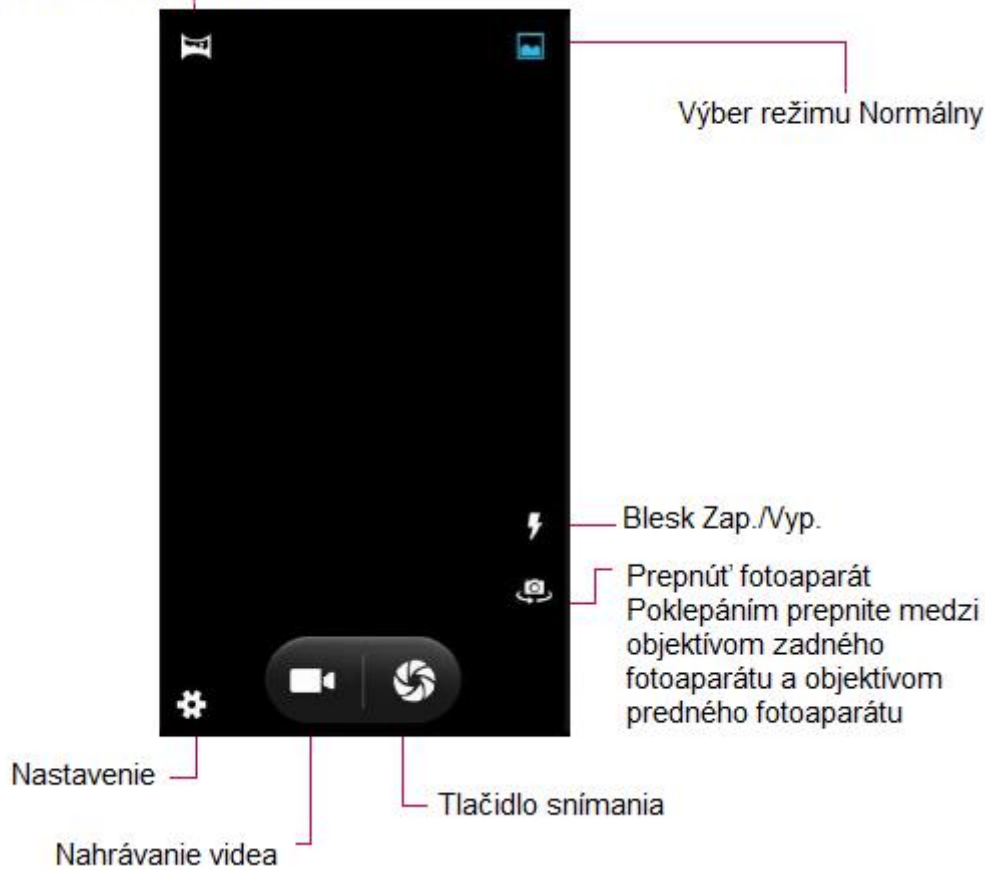 Výber režimu Normálny
Blesk Zap./Vyp.
Prepnúť fotoaparát
Poklepáním prepnite medzi
objektívom zadného
fotoaparátu a objektívom
predného fotoaparátu
Nastavenie
Tlačidlo snímania
Nahrávanie videa